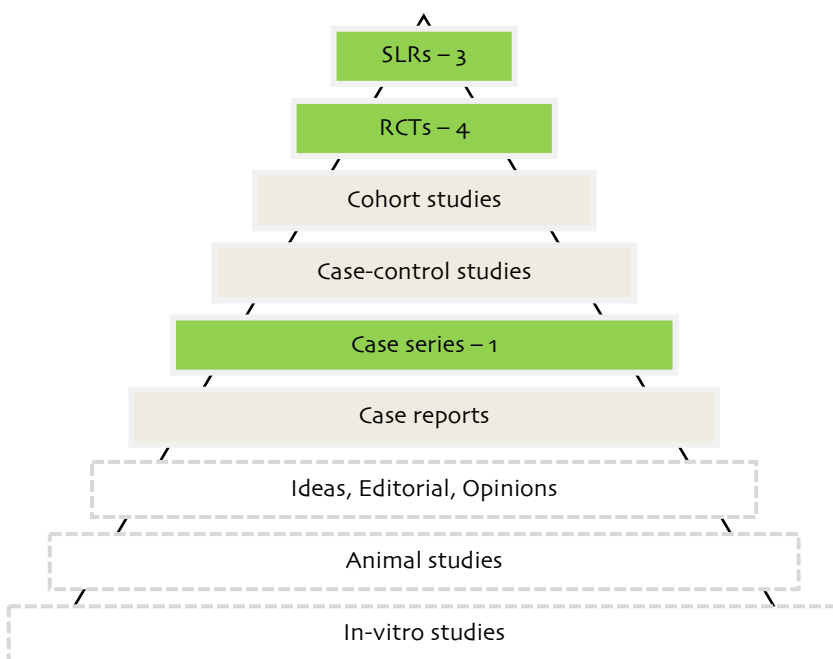 SLRs – 3
RCTs – 4
Cohort studies
Case-control studies
Case series – 1
Case reports
Ideas, Editorial, Opinions
Animal studies
In-vitro studies